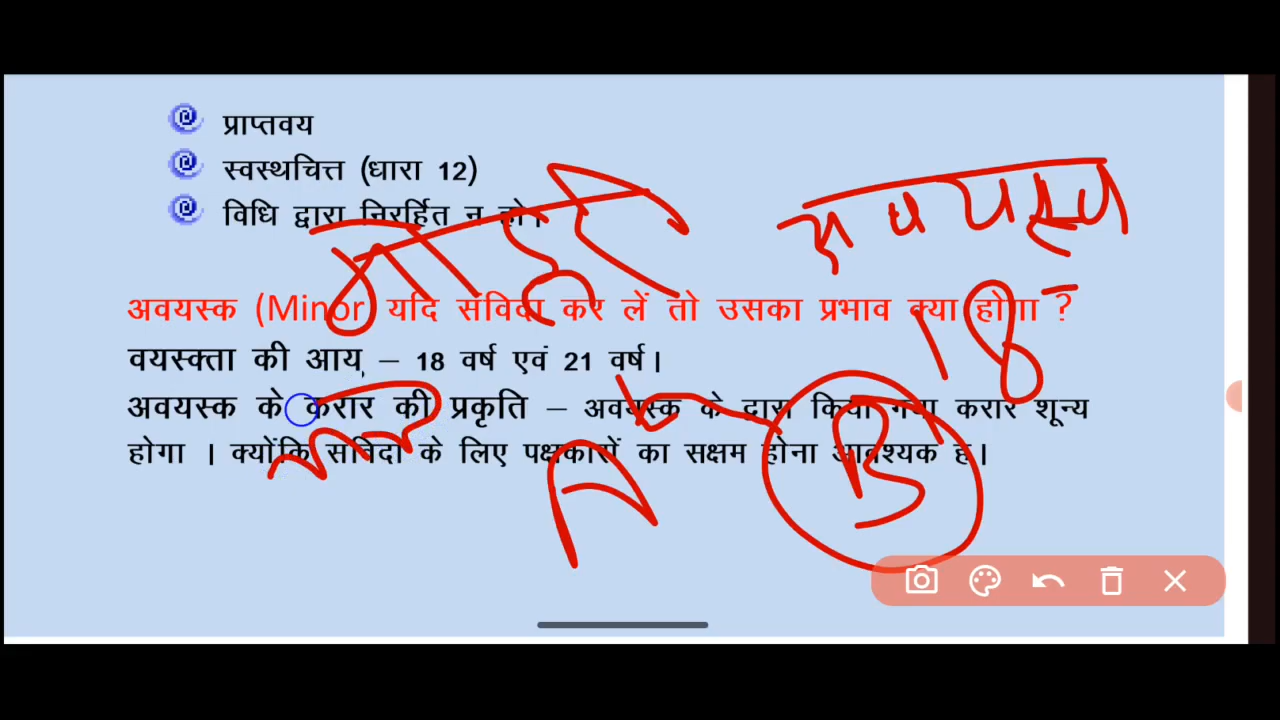 प्राप्तवय
स्वस्थचित्त (धारा 12)
विधि द्वारा निरर्हित न हो।
अवयस्क (Minor) यदि संविदा कर लें तो उसका प्रभाव क्या होगा ?
वयस्क्ता की आयु – 18 वर्ष एवं 21 वर्ष।
अवयस्क के करार की प्रकृति – अवयस्क के द्वारा किया गया करार शून्य
होगा । क्योंकि संविदा के लिए पक्षकारों का सक्षम होना आवश्यक है।
18
A
B